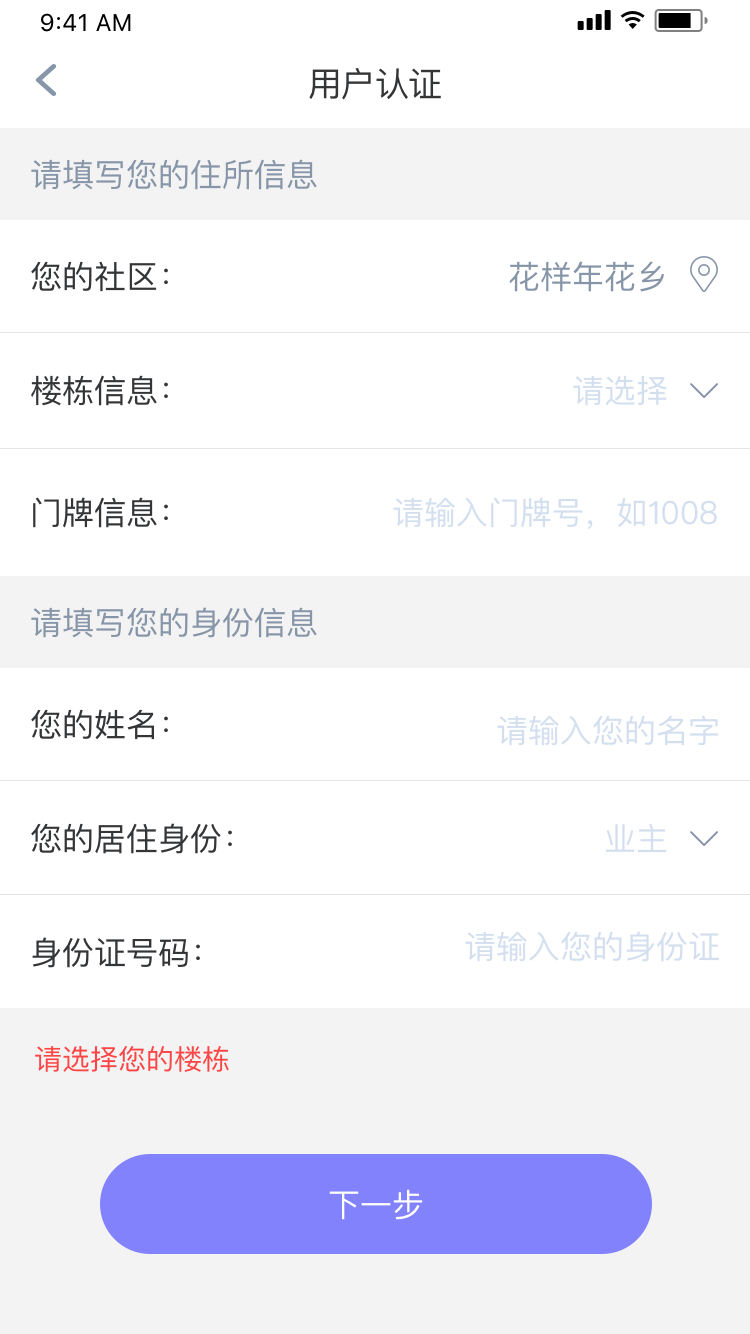 9:41 AM
用户认证
请填写您的住所信息
您的社区： 花样年花乡
楼栋信息： 请选择
门牌信息： 请输入门牌号，如1008
请填写您的身份信息
您的姓名： 请输入您的名字
您的居住身份： 业主
身份证号码： 请输入您的身份证
请选择您的楼栋
下一步